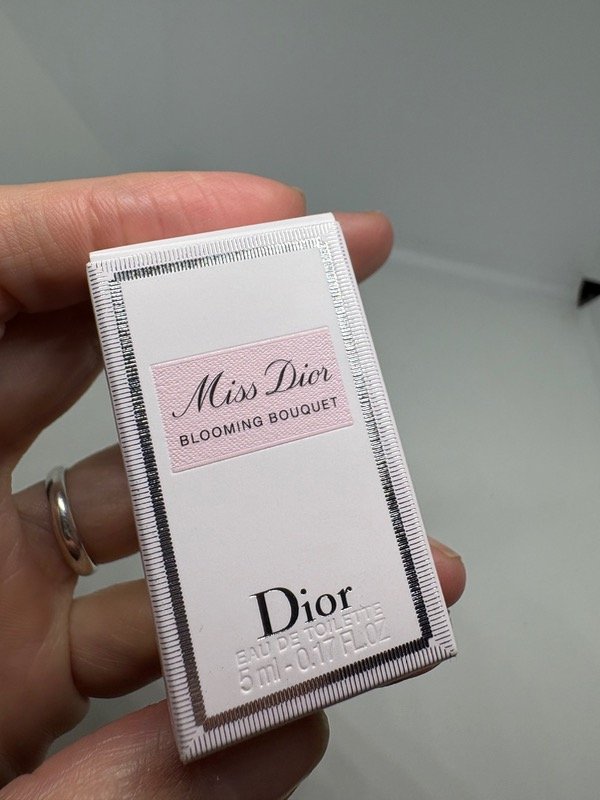 Miss Dior
BLOOMING BOUQUET
Dior
EAU DE TOILETTE
5 ml - 0.17 FL.OZ